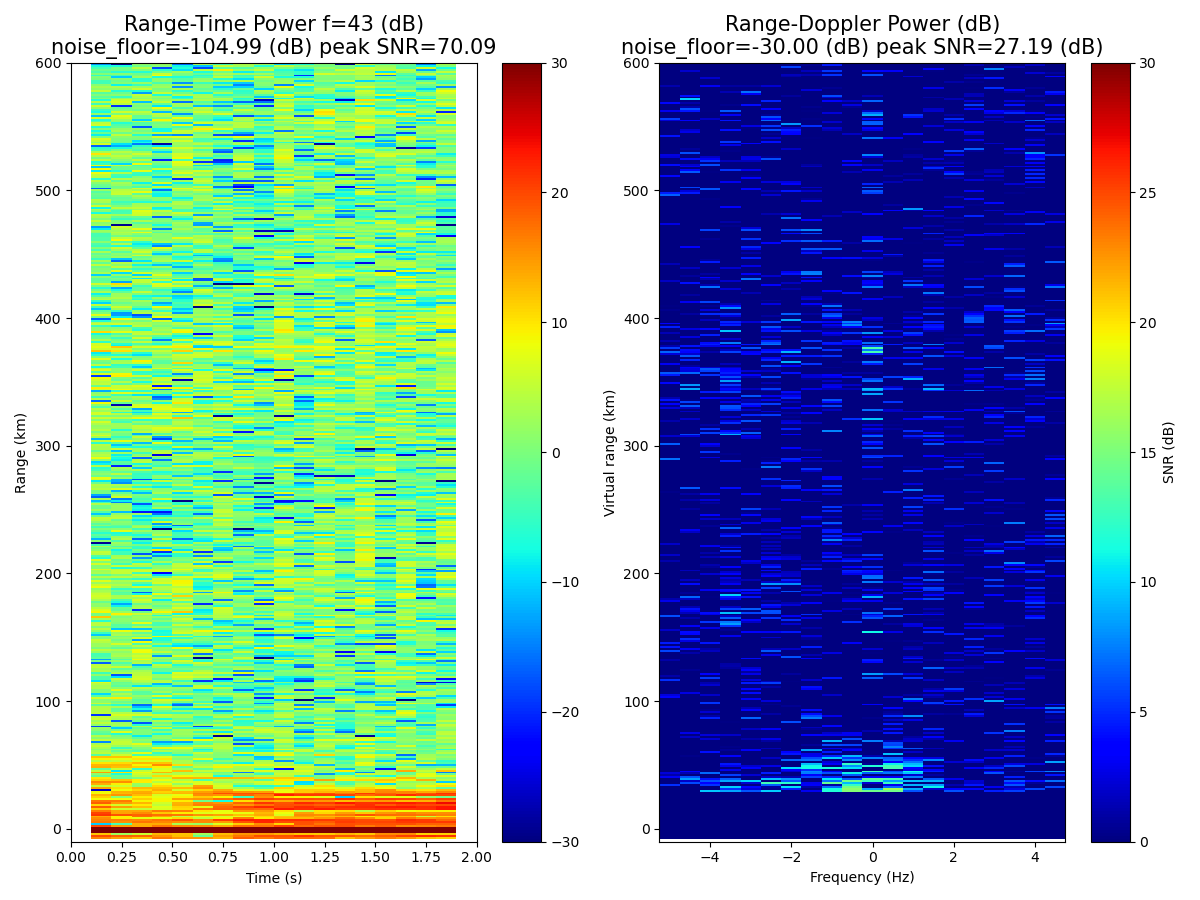 Range-Time Power f=43 (dB)
noise_floor=-104.99 (dB) peak SNR=70.09
600
500
400
300
200
100
0
Range (km)
0.00 0.25 0.50 0.75 1.00 1.25 1.50 1.75 2.00
Time (s)
30
20
10
0
−10
−20
−30
Range-Doppler Power (dB)
noise_floor=-30.00 (dB) peak SNR=27.19 (dB)
600
500
400
300
200
100
0
Virtual range (km)
−4 −2 0 2 4
Frequency (Hz)
30
25
20
15
10
5
0
SNR (dB)